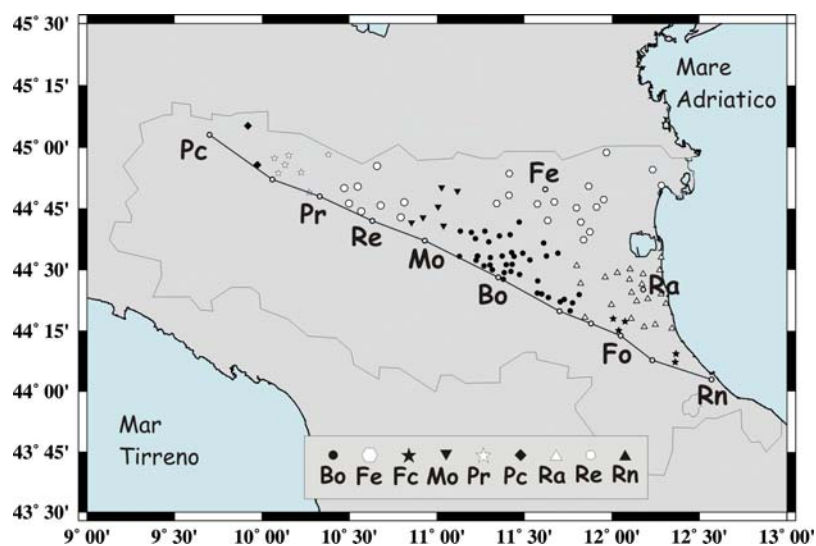 45° 30'
45° 15'
45° 00'
44° 45'
44° 30'
44° 15'
44° 00'
43° 45'
43° 30'
Mare
Adriatico
Pc
Fe
Pr
Re
Mo
Ra
Bo
Fo
Rn
Mar
Tirreno
Bo Fe Fc Mo Pr Pc Ra Re Rn
9° 00' 9° 30' 10° 00' 10° 30' 11° 00' 11° 30' 12° 00' 12° 30' 13° 00'